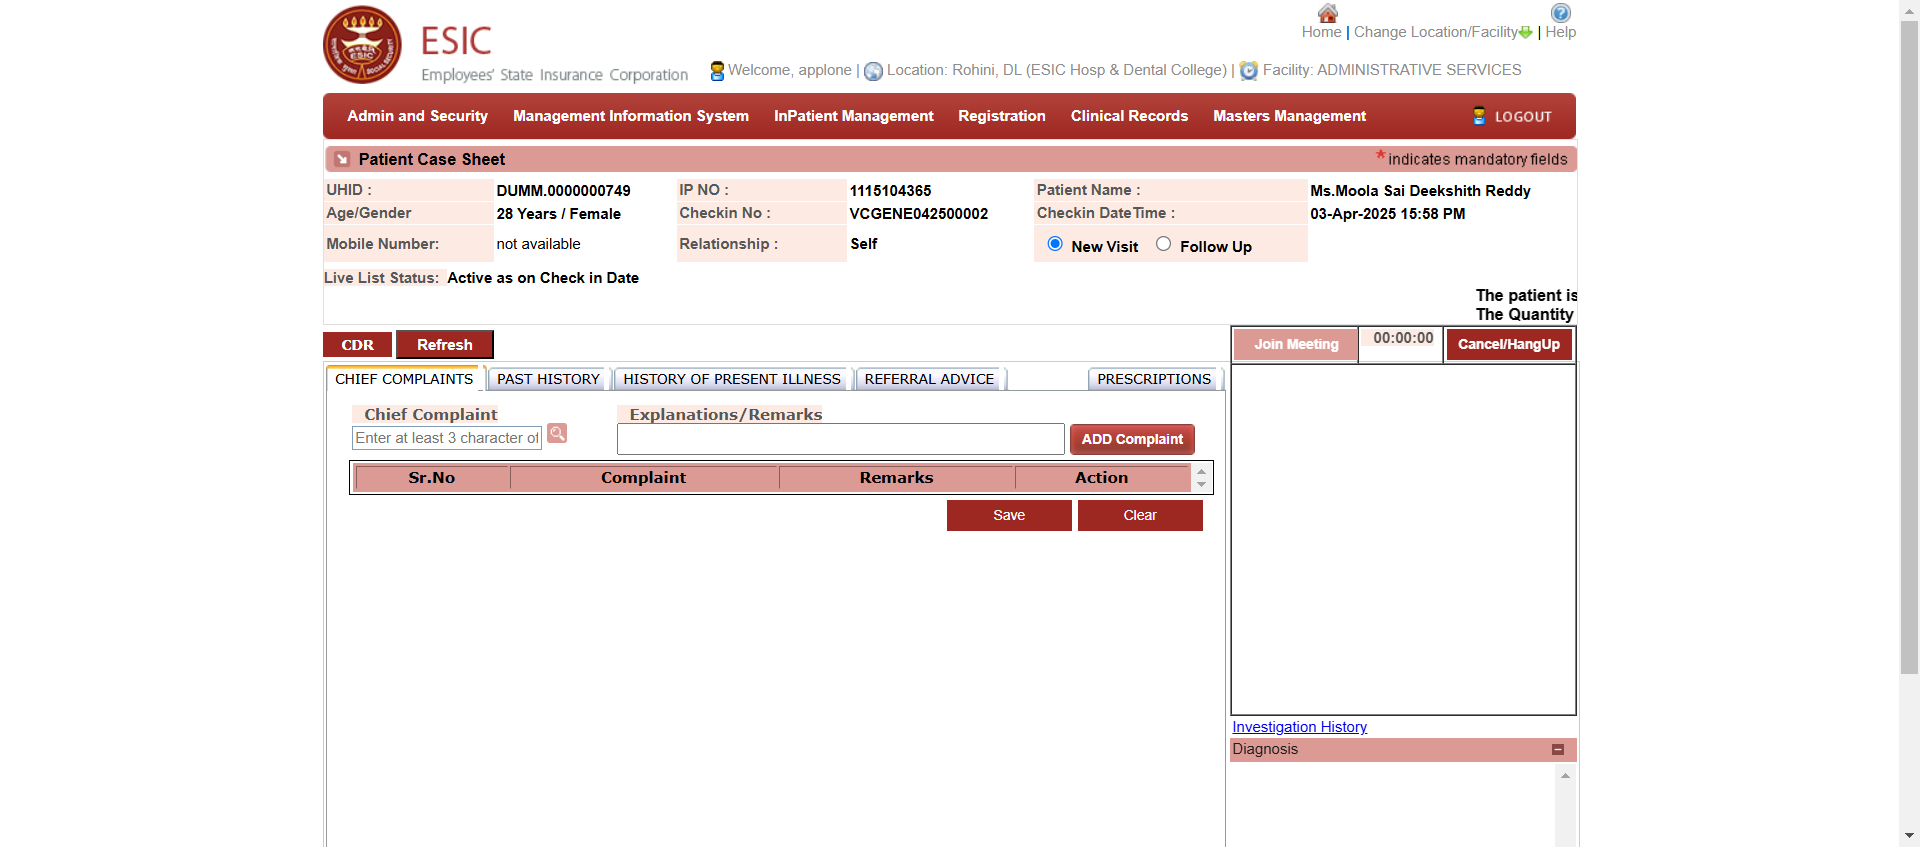 ESIC
Employees' State Insurance Corporation
Home | Change Location/Facility | Help
Welcome, applone | Location: Rohini, DL (ESIC Hosp & Dental College) | Facility: ADMINISTRATIVE SERVICES
Admin and Security Management Information System InPatient Management Registration Clinical Records Masters Management LOGOUT
Patient Case Sheet * indicates mandatory fields
UHID : DUMM.0000000749 IP NO : 1115104365 Patient Name : Ms.Moola Sai Deekshith Reddy
Age/Gender 28 Years / Female Checkin No : VCGENE042500002 Checkin DateTime : 03-Apr-2025 15:58 PM
Mobile Number: not available Relationship : Self New Visit Follow Up
Live List Status: Active as on Check in Date
The patient is
The Quantity
CDR Refresh Join Meeting 00:00:00 Cancel/HangUp
CHIEF COMPLAINTS PAST HISTORY HISTORY OF PRESENT ILLNESS REFERRAL ADVICE PRESCRIPTIONS
Chief Complaint Explanations/Remarks
Enter at least 3 character of ADD Complaint
Sr.No Complaint Remarks Action
Save Clear
Investigation History
Diagnosis